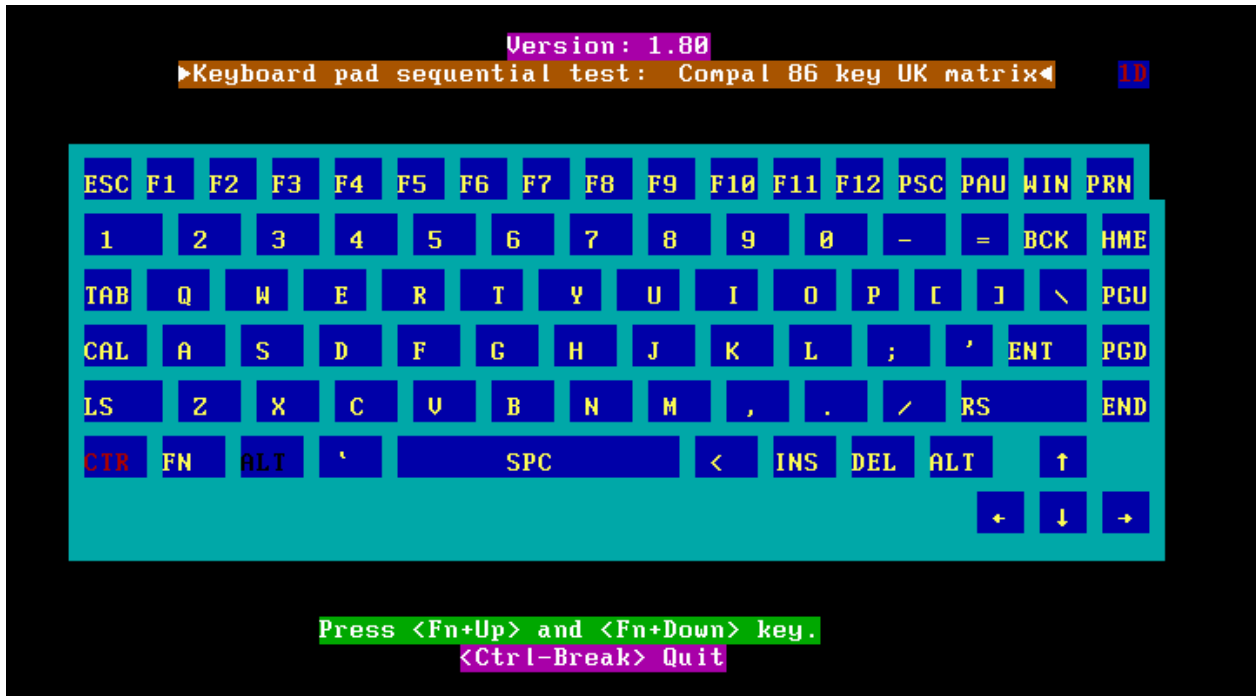 Version: 1.80
►Keyboard pad sequential test: Compal 86 key UK matrix◄ 1D
ESC F1 F2 F3 F4 F5 F6 F7 F8 F9 F10 F11 F12 PSC PAU WIN PRN
1 2 3 4 5 6 7 8 9 0 - = BCK HME
TAB Q W E R T Y U I O P [ ] \ PGU
CAL A S D F G H J K L ; ' ENT PGD
LS Z X C V B N M , . / RS END
CTR FN ALT ` SPC < INS DEL ALT ↑
← ↓ →
Press <Fn+Up> and <Fn+Down> key.
<Ctrl-Break> Quit